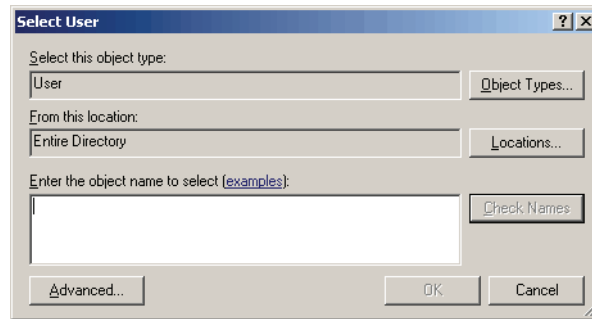 Select User
Select this object type:
User
Object Types...
From this location:
Entire Directory
Locations...
Enter the object name to select (examples):
Check Names
Advanced...
OK
Cancel